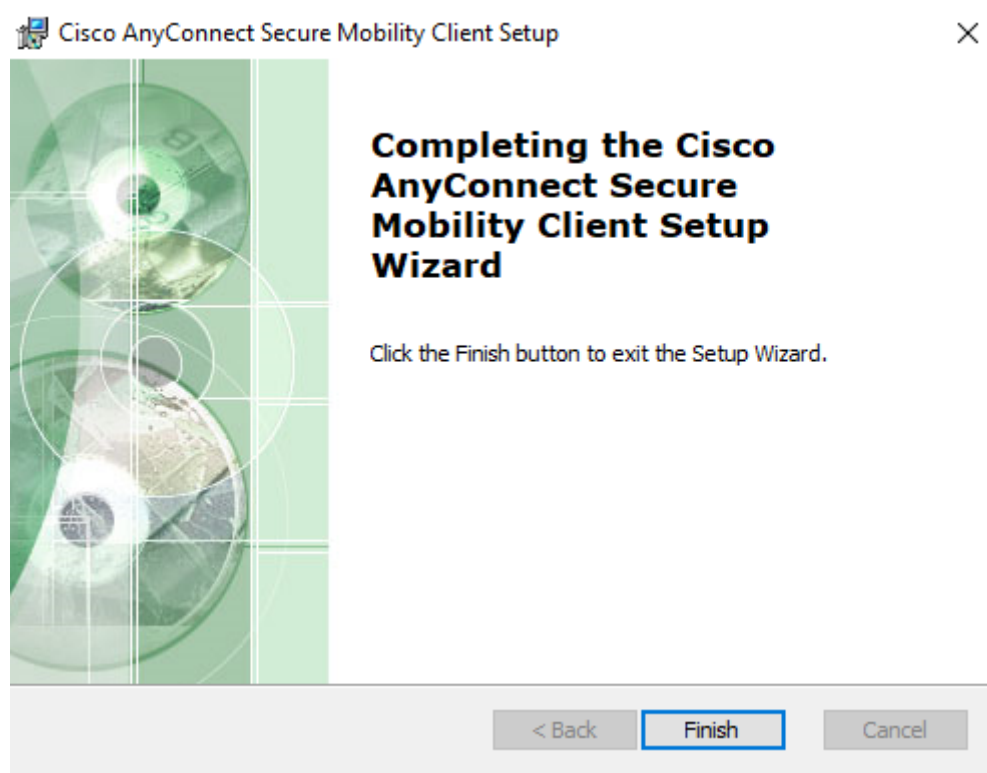 Cisco AnyConnect Secure Mobility Client Setup
Completing the Cisco
AnyConnect Secure
Mobility Client Setup
Wizard
Click the Finish button to exit the Setup Wizard.
< Back
Finish
Cancel